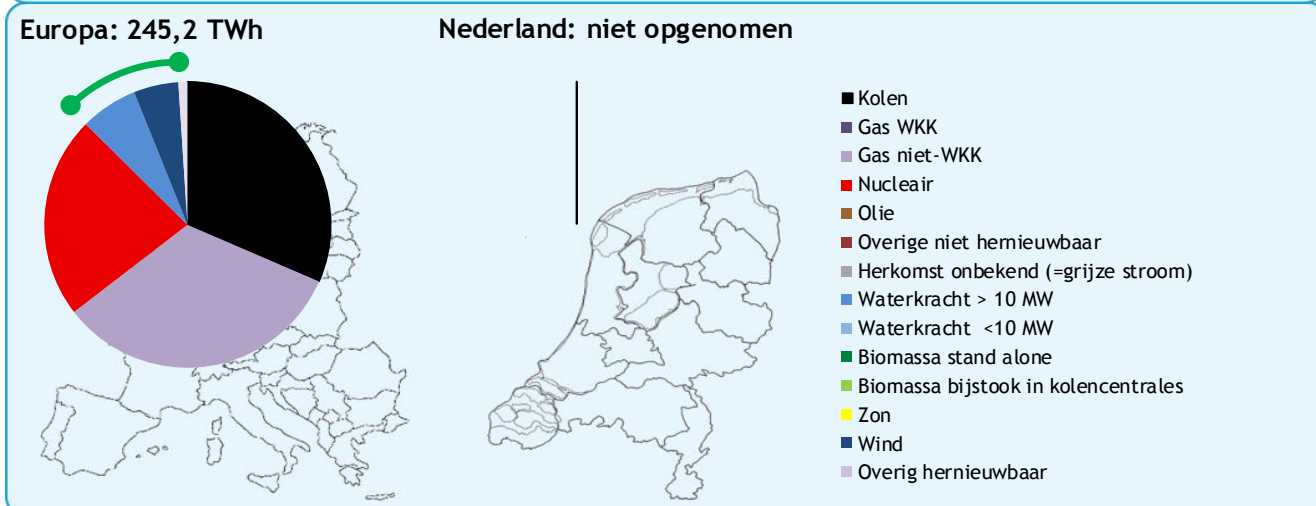 Europa: 245,2 TWh
Nederland: niet opgenomen
Kolen
Gas WKK
Gas niet-WKK
Nucleair
Olie
Overige niet hernieuwbaar
Herkomst onbekend (=grijze stroom)
Waterkracht > 10 MW
Waterkracht <10 MW
Biomassa stand alone
Biomassa bijstook in kolencentrales
Zon
Wind
Overig hernieuwbaar